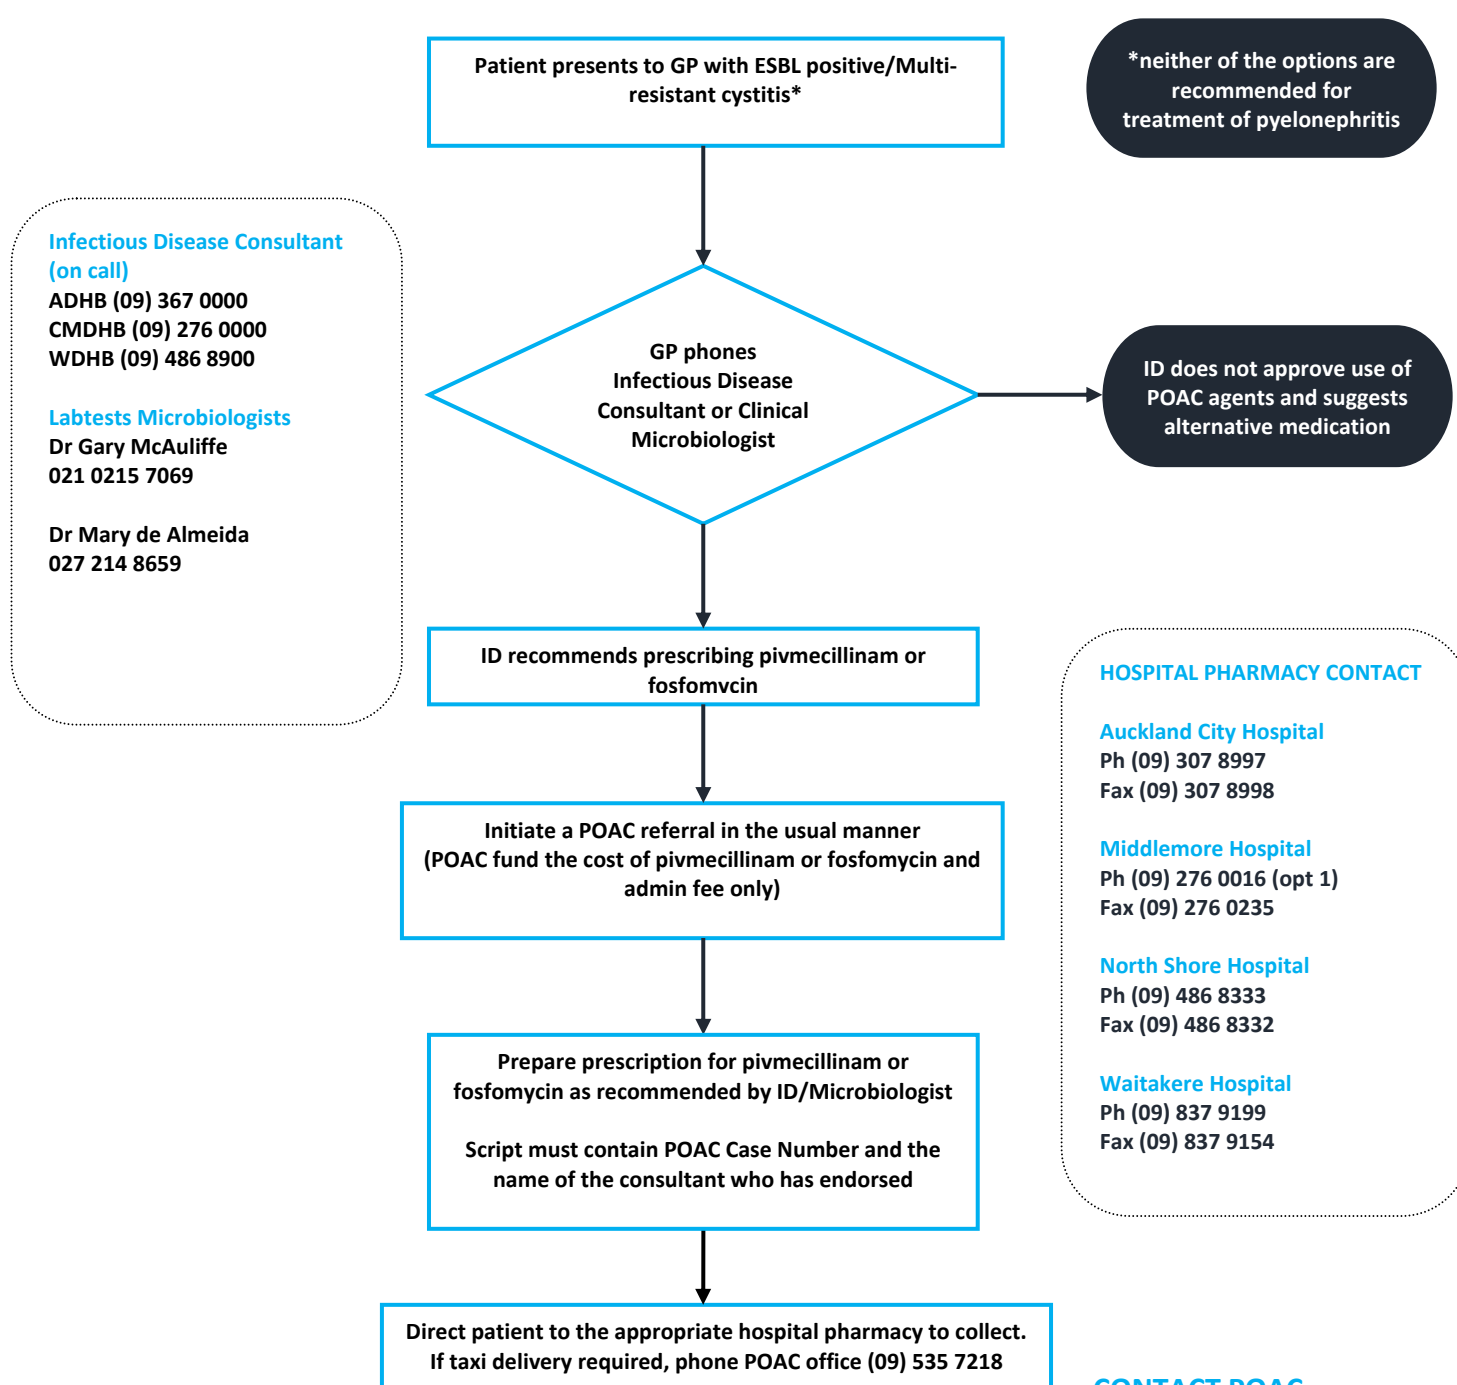 Patient presents to GP with ESBL positive/Multi-
resistant cystitis*
*neither of the options are
recommended for
treatment of pyelonephritis
Infectious Disease Consultant
(on call)
ADHB (09) 367 0000
CMDHB (09) 276 0000
WDHB (09) 486 8900
Labtests Microbiologists
Dr Gary McAuliffe
021 0215 7069
Dr Mary de Almeida
027 214 8659
GP phones
Infectious Disease
Consultant or Clinical
Microbiologist
ID does not approve use of
POAC agents and suggests
alternative medication
ID recommends prescribing pivmecillinam or
fosfomycin
HOSPITAL PHARMACY CONTACT
Auckland City Hospital
Ph (09) 307 8997
Fax (09) 307 8998
Middlemore Hospital
Ph (09) 276 0016 (opt 1)
Fax (09) 276 0235
North Shore Hospital
Ph (09) 486 8333
Fax (09) 486 8332
Waitakere Hospital
Ph (09) 837 9199
Fax (09) 837 9154
Initiate a POAC referral in the usual manner
(POAC fund the cost of pivmecillinam or fosfomycin and
admin fee only)
Prepare prescription for pivmecillinam or
fosfomycin as recommended by ID/Microbiologist
Script must contain POAC Case Number and the
name of the consultant who has endorsed
Direct patient to the appropriate hospital pharmacy to collect.
If taxi delivery required, phone POAC office (09) 535 7218
CONTACT POAC